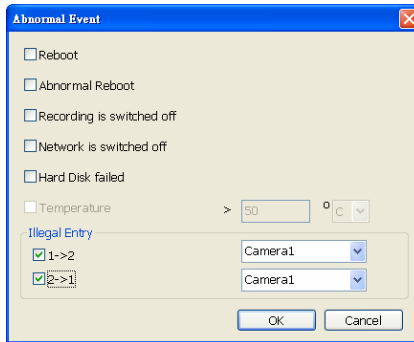 Abnormal Event
Reboot
Abnormal Reboot
Recording is switched off
Network is switched off
Hard Disk failed
Temperature > 50 o C
Illegal Entry
1->2 Camera1
2->1 Camera1
OK Cancel